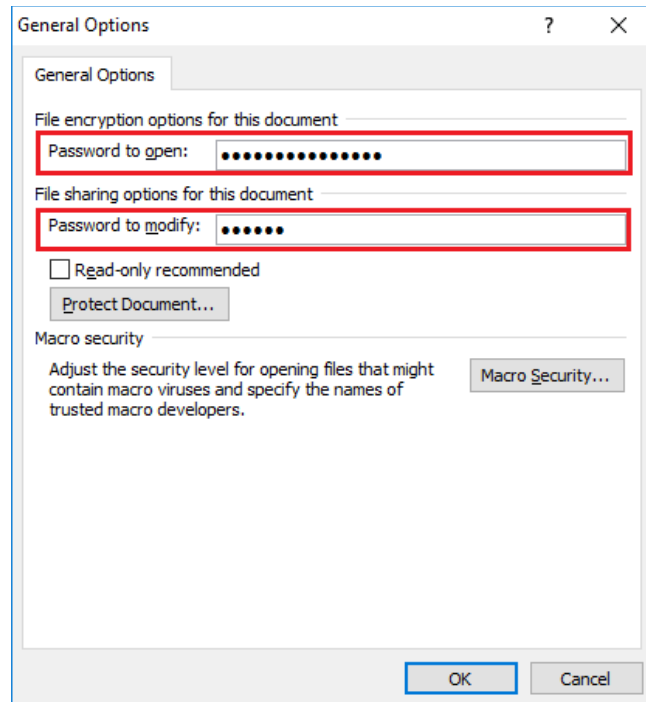 General Options
General Options
File encryption options for this document
Password to open: •••••••••••••••
File sharing options for this document
Password to modify: ••••••
Read-only recommended
Protect Document...
Macro security
Adjust the security level for opening files that might
contain macro viruses and specify the names of
trusted macro developers.
Macro Security...
OK Cancel